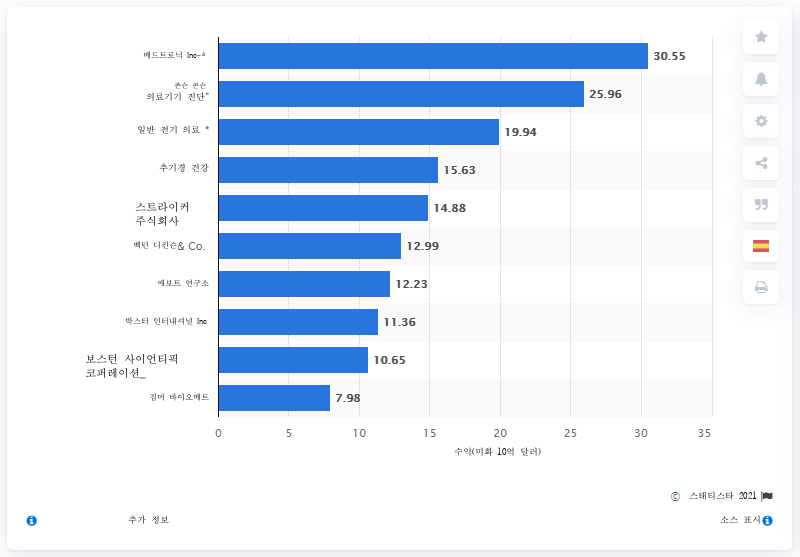 메드트로닉 Inc-*
30.55
존슨 콘슨
의료기기 진단"
25.96
일반 전기 의료 *
19.94
추기경 건강
15.63
스트라이커
주식회사
14.88
벡턴 디킨슨& Co.
12.99
애보트 연구소
12.23
박스터 인터내셔널 Inc
11.36
보스턴 사이언티픽
코퍼레이션_
10.65
짐머 바이오메트
7.98
0 5 10 15 20 25 30 35
수익(미화 10억 달러)
© 스태티스타 2021
추가 정보
소스 표시